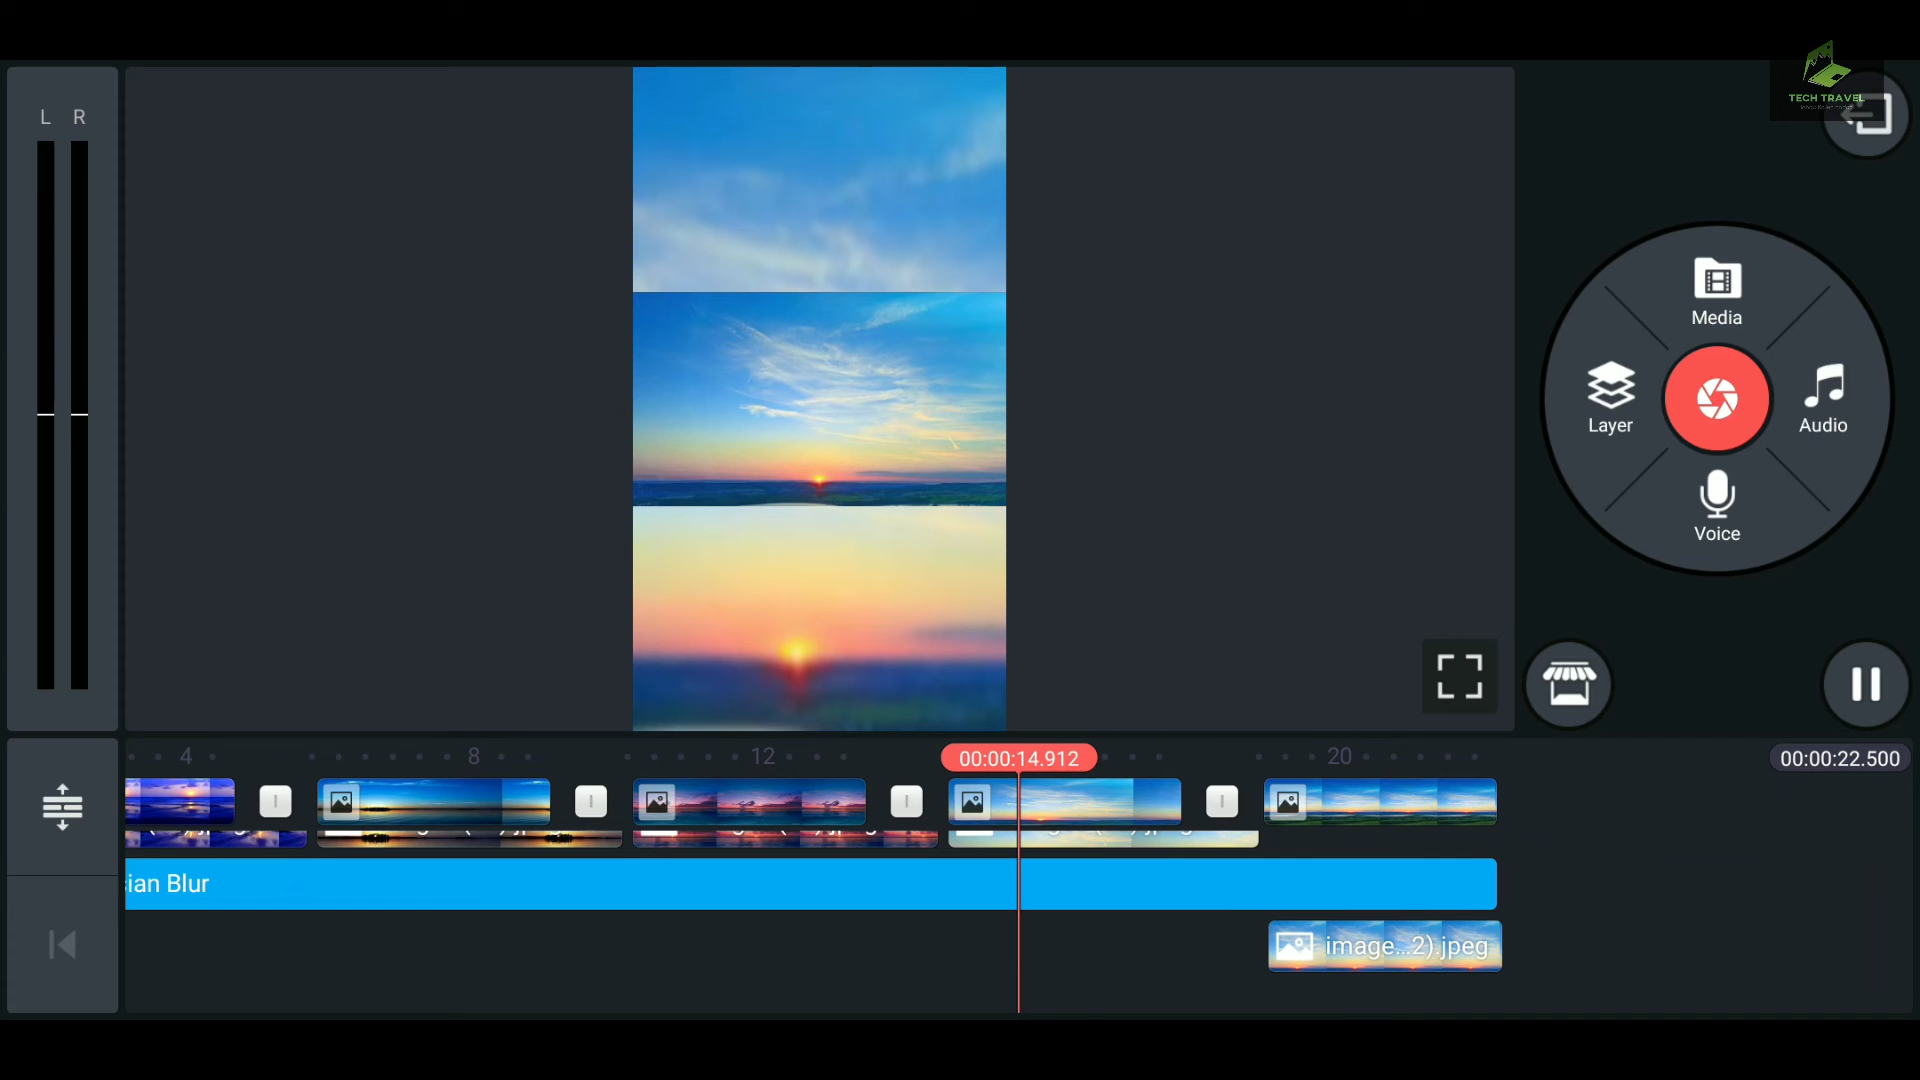 TECH TRAVEL
L R
Media
Layer
Audio
Voice
4
8
12
00:00:14.912
20
00:00:22.500
ian Blur
image...2).jpeg